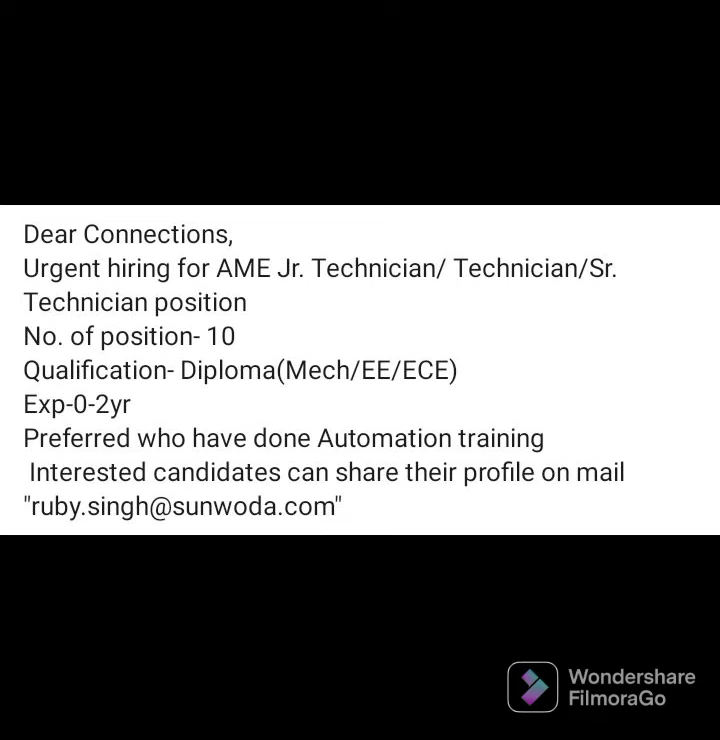 Dear Connections,
Urgent hiring for AME Jr. Technician/ Technician/Sr.
Technician position
No. of position- 10
Qualification- Diploma(Mech/EE/ECE)
Exp-0-2yr
Preferred who have done Automation training
Interested candidates can share their profile on mail
"ruby.singh@sunwoda.com"
Wondershare
FilmoraGo